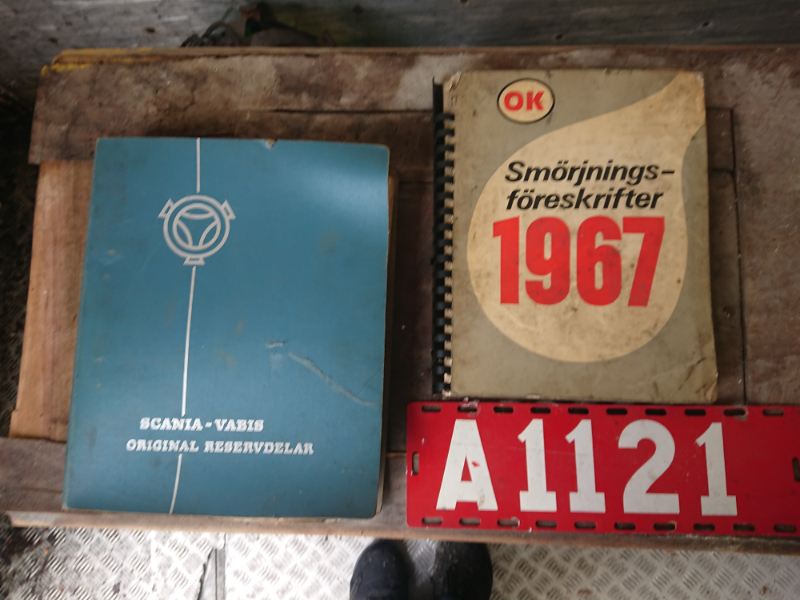 SCANIA-VABIS
ORIGINAL RESERVDELAR
OK
Smörjnings-
föreskrifter
1967
A1121